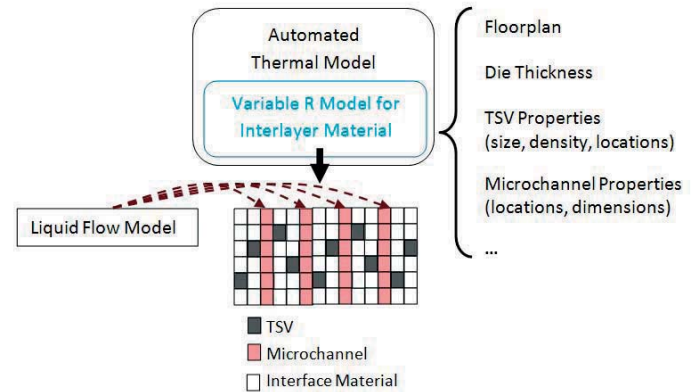 Automated
Thermal Model
Variable R Model for
Interlayer Material
Floorplan
Die Thickness
TSV Properties
(size, density, locations)
Microchannel Properties
(locations, dimensions)
...
Liquid Flow Model
TSV
Microchannel
Interface Material